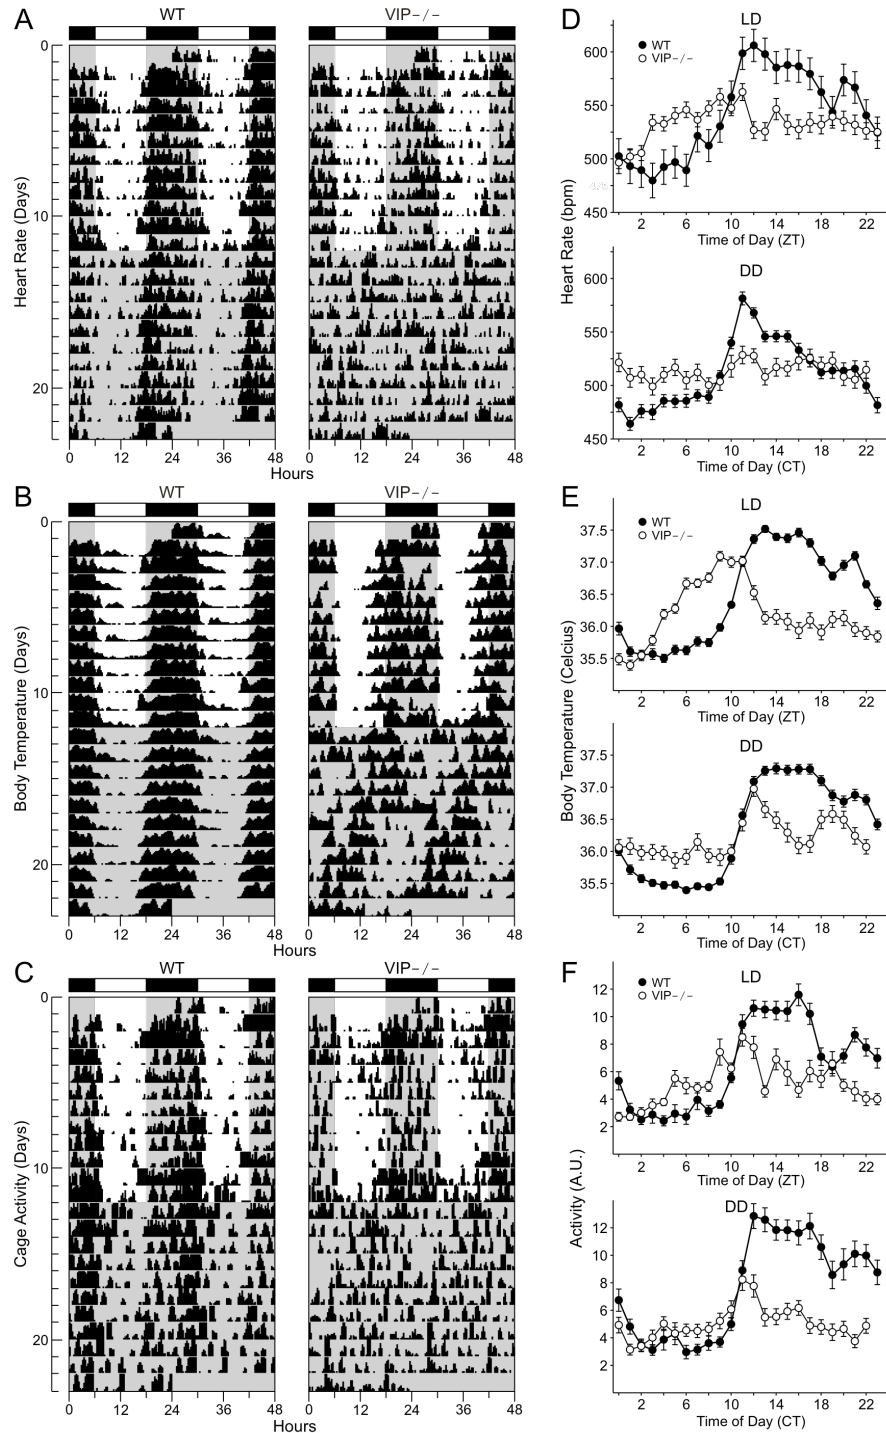 A
WT
VIP-/-
0
10
20
Heart Rate (Days)
0 12 24 36 48 0 12 24 36 48
Hours
B
WT
VIP-/-
0
10
20
Body Temperature (Days)
0 12 24 36 48 0 12 24 36 48
Hours
C
WT
VIP-/-
0
10
20
Cage Activity (Days)
0 12 24 36 48 0 12 24 36 48
Hours
D
LD
WT
VIP-/-
600
550
500
450
2 6 10 14 18 22
Time of Day (ZT)
Heart Rate (bpm)
DD
600
550
500
450
2 6 10 14 18 22
Time of Day (CT)
E
LD
WT
VIP-/-
37.5
37.0
36.5
36.0
35.5
2 6 10 14 18 22
Time of Day (ZT)
Body Temperature (Celcius)
DD
37.5
37.0
36.5
36.0
35.5
2 6 10 14 18 22
Time of Day (CT)
F
LD
WT
VIP-/-
12
10
8
6
4
2
2 6 10 14 18 22
Time of Day (ZT)
Activity (A.U.)
DD
12
10
8
6
4
2
2 6 10 14 18 22
Time of Day (CT)